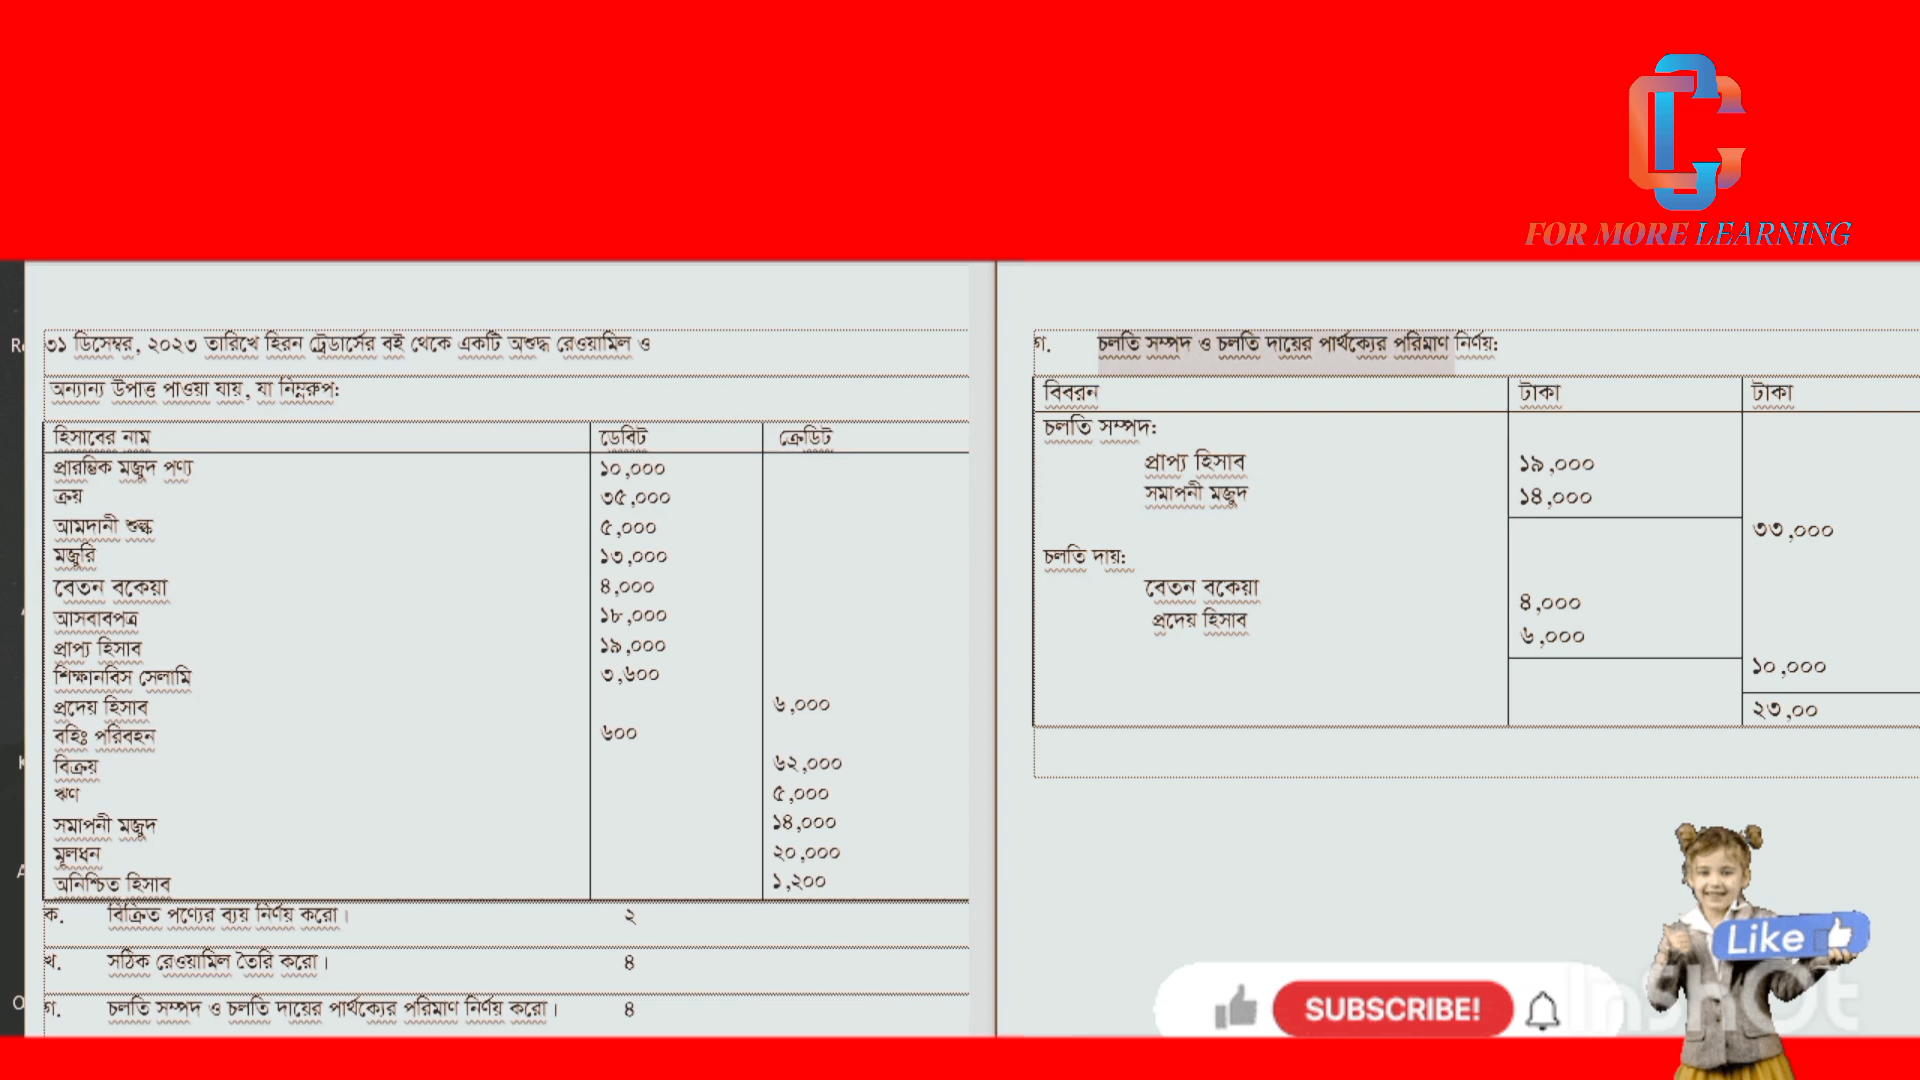 FOR MORE LEARNING
৩১ ডিসেম্বর, ২০২৩ তারিখে হিরন ট্রেডার্সের বই থেকে একটি অশুদ্ধ রেওয়ামিল ও
অন্যান্য উপাত্ত পাওয়া যায়, যা নিম্নরুপ:
হিসাবের নাম ডেবিট ক্রেডিট
প্রারম্ভিক মজুদ পণ্য ১০,০০০
ক্রয় ৩৫,০০০
আমদানী শুল্ক ৫,০০০
মজুরি ১৩,০০০
বেতন বকেয়া ৪,০০০
আসবাবপত্র ১৮,০০০
প্রাপ্য হিসাব ১৯,০০০
শিক্ষানবিস সেলামি ৩,৬০০
প্রদেয় হিসাব ৬,০০০
বহিঃ পরিবহন ৬০০
বিক্রয় ৬২,০০০
ঋণ ৫,০০০
সমাপনী মজুদ ১৪,০০০
মূলধন ২০,০০০
অনিশ্চিত হিসাব ১,২০০
ক. বিক্রিত পণ্যের ব্যয় নির্ণয় করো। ২
খ. সঠিক রেওয়ামিল তৈরি করো। ৪
গ. চলতি সম্পদ ও চলতি দায়ের পার্থক্যের পরিমাণ নির্ণয় করো। ৪
গ. চলতি সম্পদ ও চলতি দায়ের পার্থক্যের পরিমাণ নির্ণয়:
বিবরন টাকা টাকা
চলতি সম্পদ:
প্রাপ্য হিসাব ১৯,০০০
সমাপনী মজুদ ১৪,০০০
৩৩,০০০
চলতি দায়:
বেতন বকেয়া ৪,০০০
প্রদেয় হিসাব ৬,০০০
১০,০০০
২৩,০০
Like
SUBSCRIBE!
InShOt